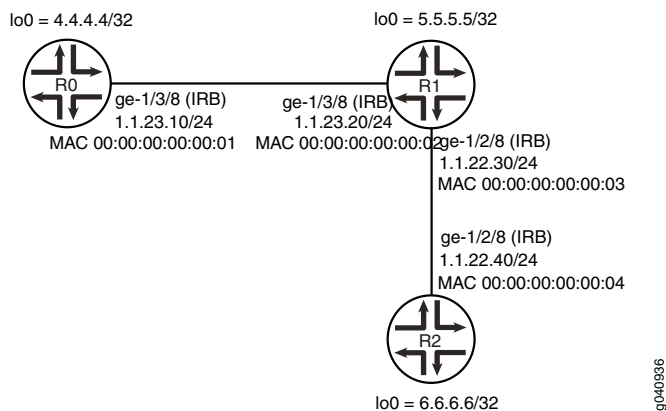 lo0 = 4.4.4.4/32
lo0 = 5.5.5.5/32
R0
R1
ge-1/3/8 (IRB)
1.1.23.10/24
MAC 00:00:00:00:00:01
ge-1/3/8 (IRB)
1.1.23.20/24
MAC 00:00:00:00:00:02
ge-1/2/8 (IRB)
1.1.22.30/24
MAC 00:00:00:00:00:03
ge-1/2/8 (IRB)
1.1.22.40/24
MAC 00:00:00:00:00:04
R2
lo0 = 6.6.6.6/32
g040936